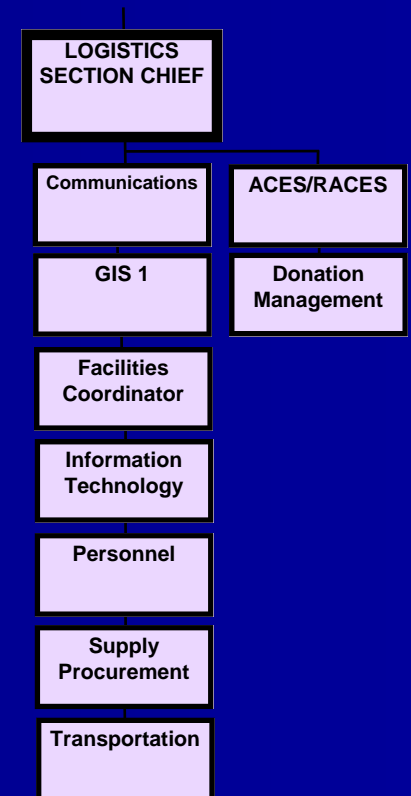 LOGISTICS
SECTION CHIEF
Communications
ACES/RACES
GIS 1
Donation
Management
Facilities
Coordinator
Information
Technology
Personnel
Supply
Procurement
Transportation